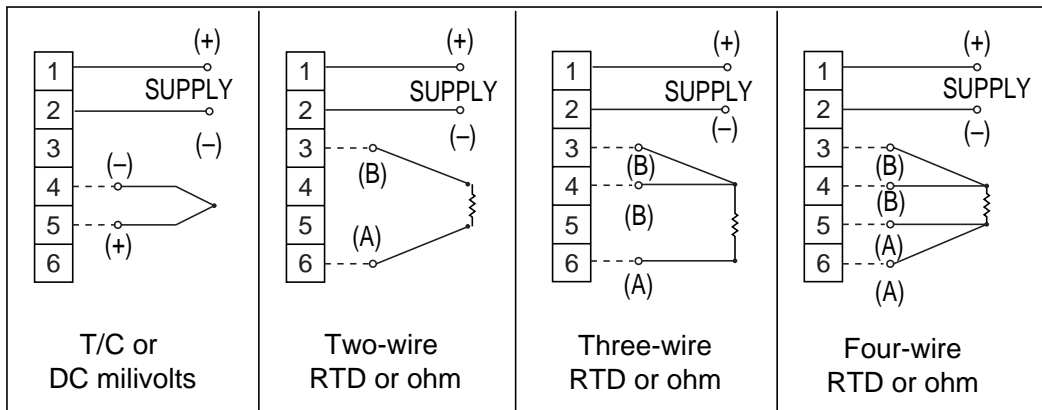 (+)
1
SUPPLY
2
(–)
3
(–)
4
5
(+)
6
T/C or
DC milivolts
(+)
1
SUPPLY
2
(–)
3
(B)
4
5
(A)
6
Two-wire
RTD or ohm
(+)
1
SUPPLY
2
(–)
3
(B)
4
(B)
5
6
(A)
Three-wire
RTD or ohm
(+)
1
SUPPLY
2
(–)
3
(B)
4
(B)
5
(A)
6
(A)
Four-wire
RTD or ohm